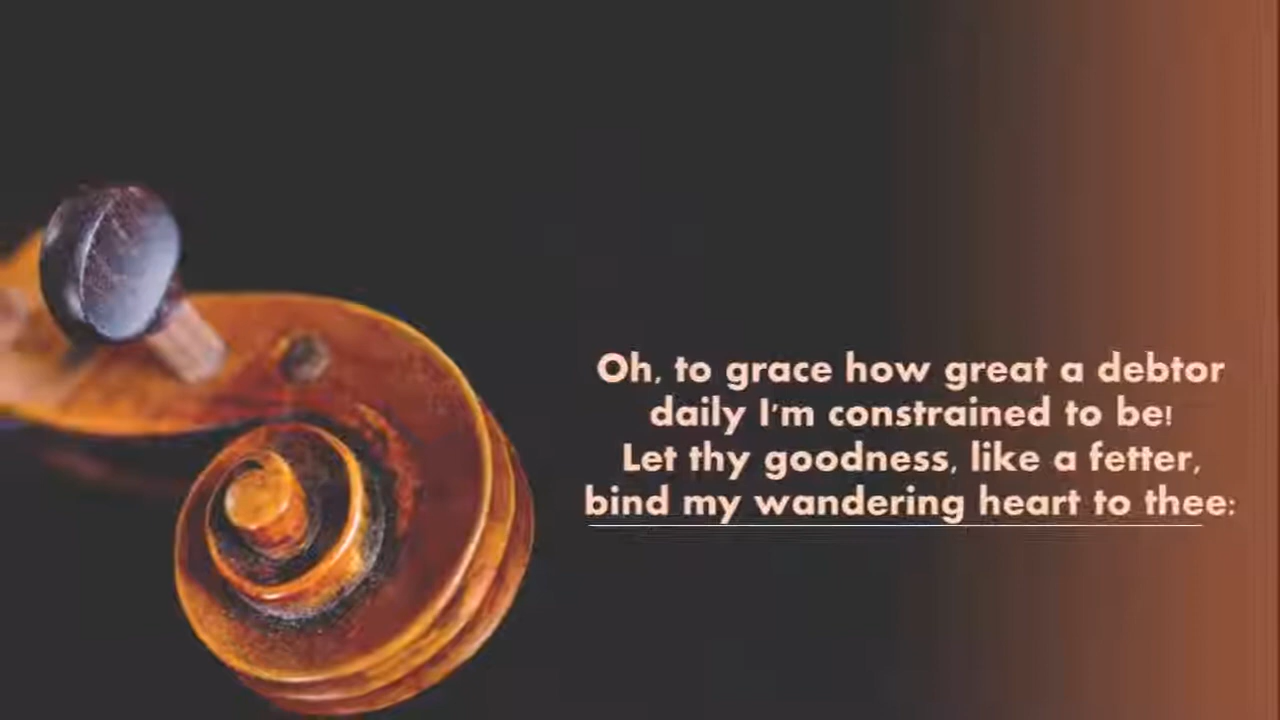 Oh, to grace how great a debtor
daily I'm constrained to be!
Let thy goodness, like a fetter,
bind my wandering heart to thee: